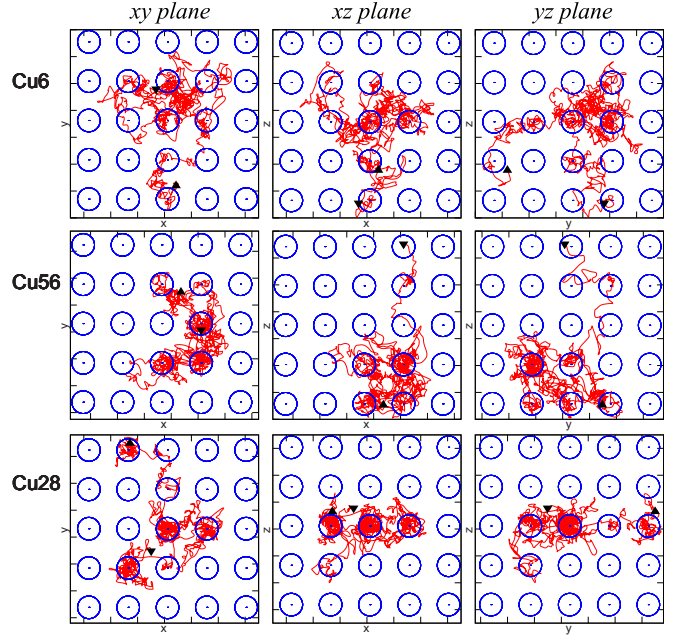 xy plane xz plane yz plane
Cu6
y z z
x x y
Cu56
y z z
x x y
Cu28
y z z
x x y